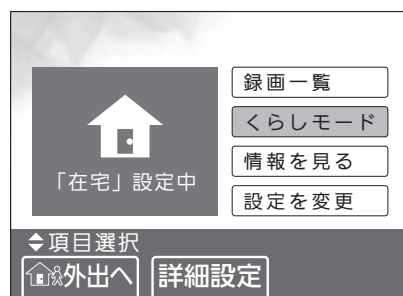 録画一覧
くらしモード
情報を見る
設定を変更
「在宅」設定中
項目選択
外出へ
詳細設定